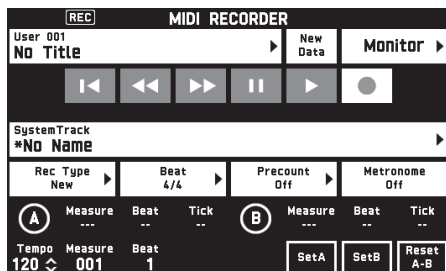 REC MIDI RECORDER
User 001
No Title
New
Data
Monitor
SystemTrack
*No Name
Rec Type
New
Beat
4/4
Precount
Off
Metronome
Off
A Measure Beat Tick B Measure Beat Tick
--- -- -- --- -- --
Tempo Measure Beat
120 001 1
SetA SetB Reset
A-B